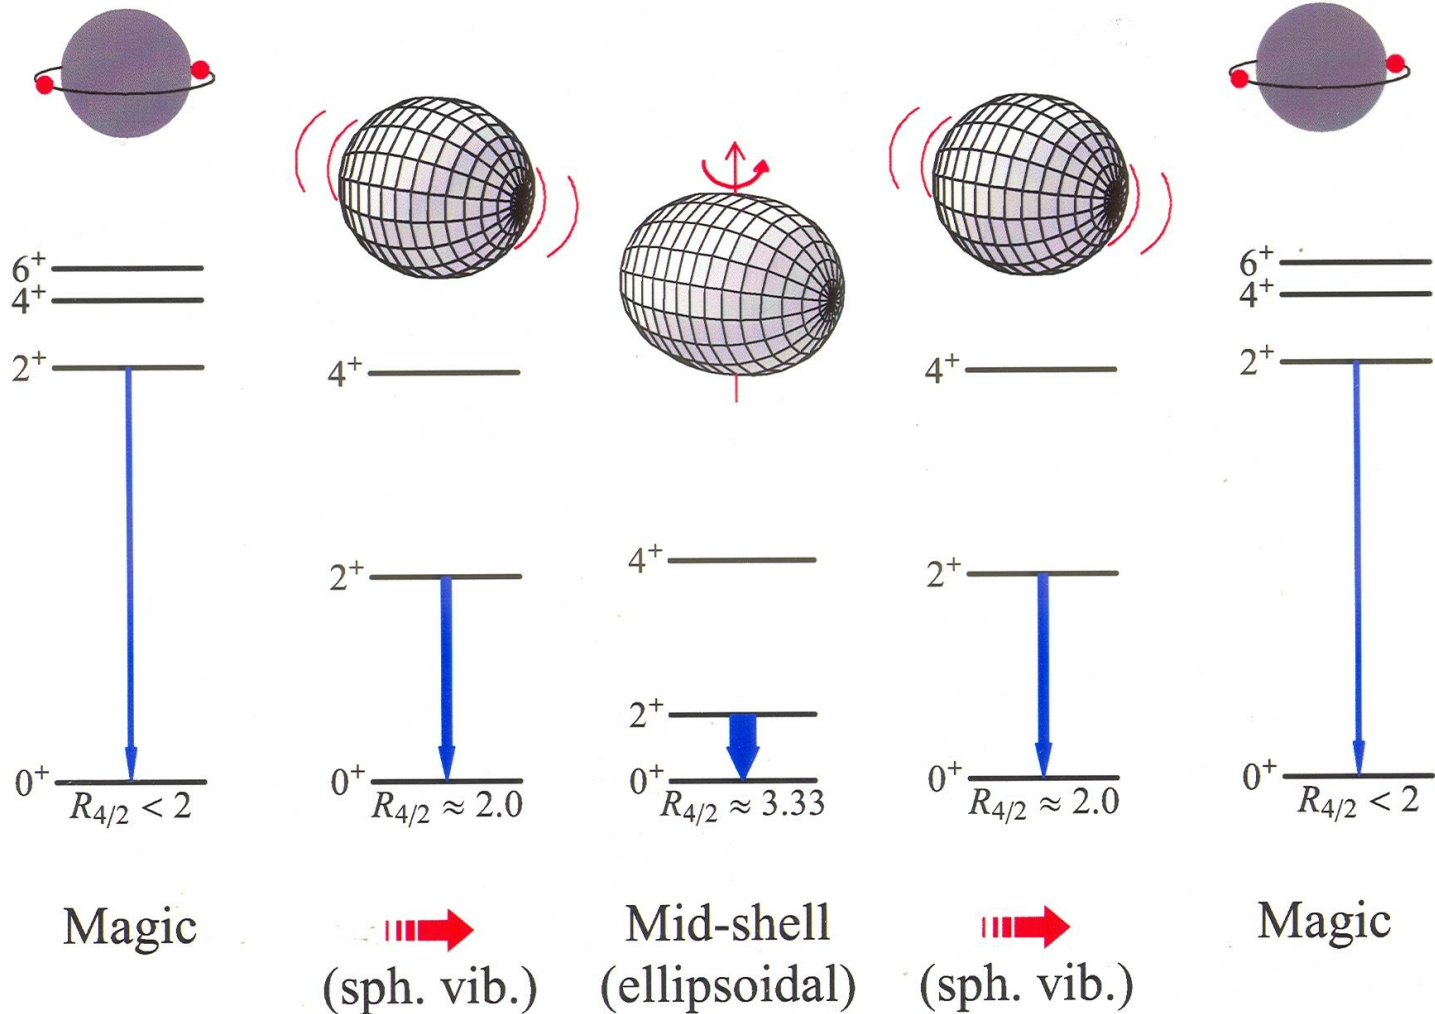 6⁺
4⁺
2⁺
0⁺
R₄/₂ < 2
Magic
4⁺
2⁺
0⁺
R₄/₂ ≈ 2.0
(sph. vib.)
4⁺
2⁺
0⁺
R₄/₂ ≈ 3.33
Mid-shell
(ellipsoidal)
4⁺
2⁺
0⁺
R₄/₂ ≈ 2.0
(sph. vib.)
6⁺
4⁺
2⁺
0⁺
R₄/₂ < 2
Magic